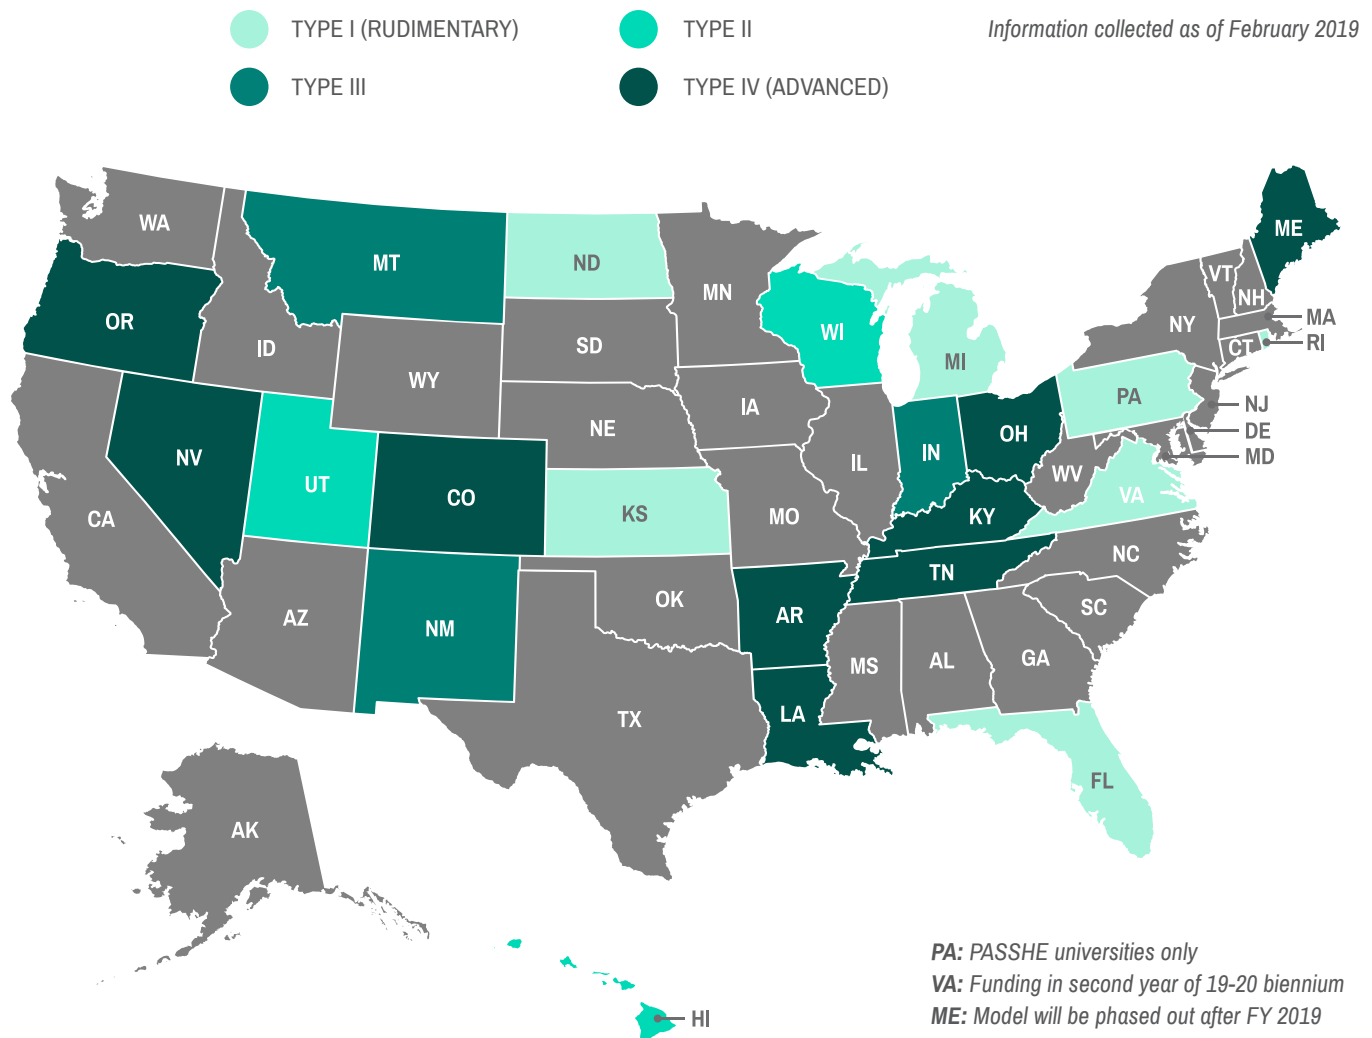 TYPE I (RUDIMENTARY)
TYPE II
Information collected as of February 2019
TYPE III
TYPE IV (ADVANCED)
WA
MT
ND
MN
ME
VT
NH
OR
ID
SD
WI
NY
MA
RI
CT
WY
MI
IA
PA
NJ
NE
OH
DE
NV
IN
MD
IL
WV
UT
CO
VA
CA
KS
MO
KY
NC
TN
OK
SC
AZ
NM
AR
MS
AL
GA
TX
LA
FL
AK
HI
PA: PASSHE universities only
VA: Funding in second year of 19-20 biennium
ME: Model will be phased out after FY 2019